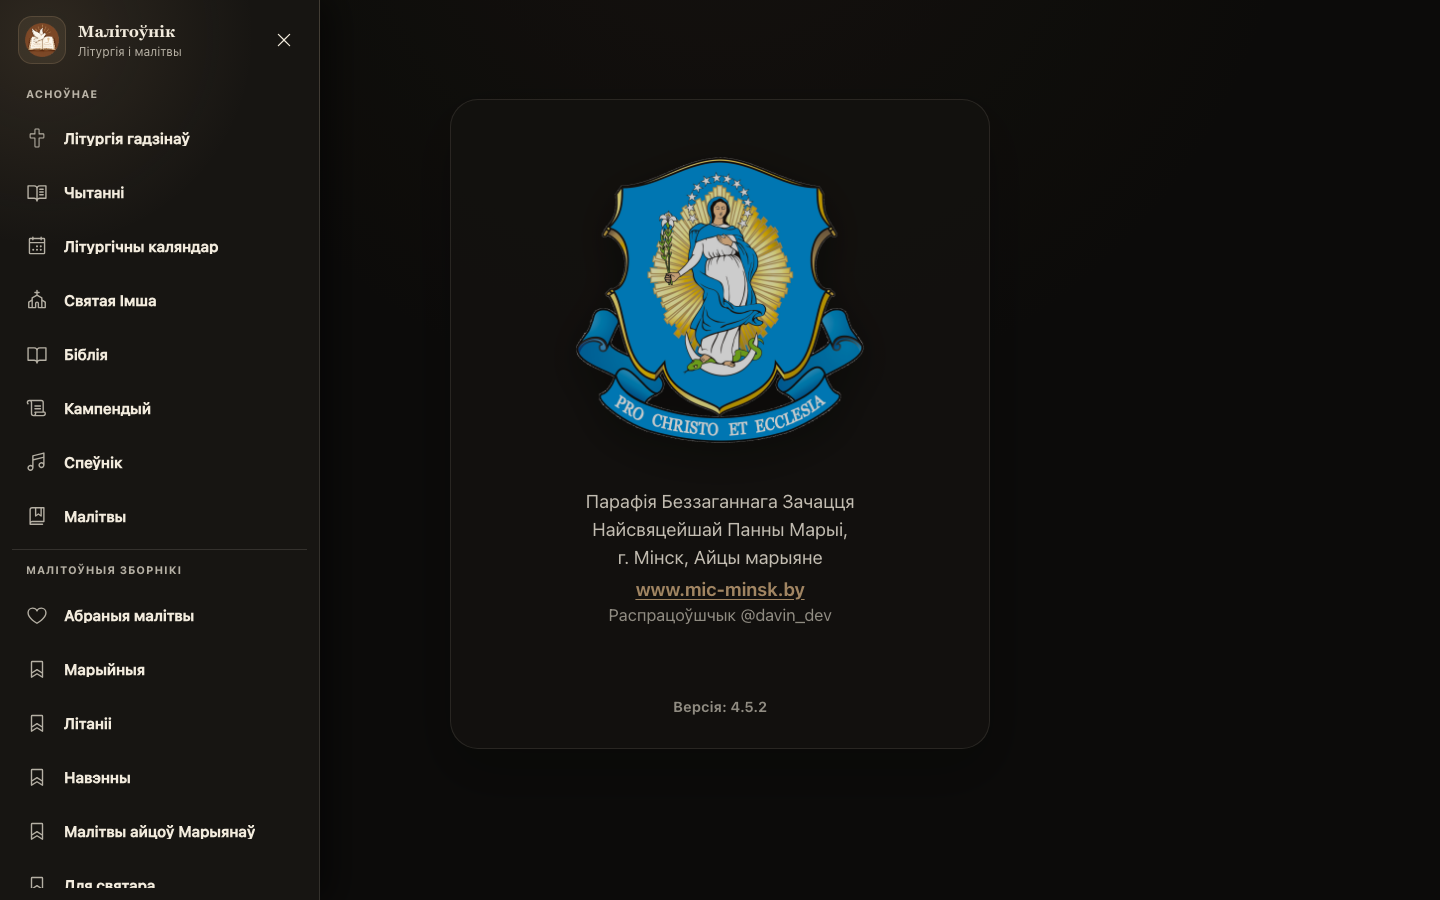 Малітоўнік
Літургія і малітвы
АСНОЎНАЕ
Літургія гадзінаў
Чытанні
Літургічны каляндар
Святая Імша
Біблія
Кампендый
Спеўнік
Малітвы
МАЛІТОЎНЫЯ ЗБОРНІКІ
Абраныя малітвы
Марыйныя
Літаніі
Навэнны
Малітвы айцоў Марыянаў
Для святара
PRO CHRISTO ET ECCLESIA
Парафія Беззаганнага Зачацця
Найсвяцейшай Панны Марыі,
г. Мінск, Айцы марыяне
www.mic-minsk.by
Распрацоўшчык @davin_dev
Версія: 4.5.2